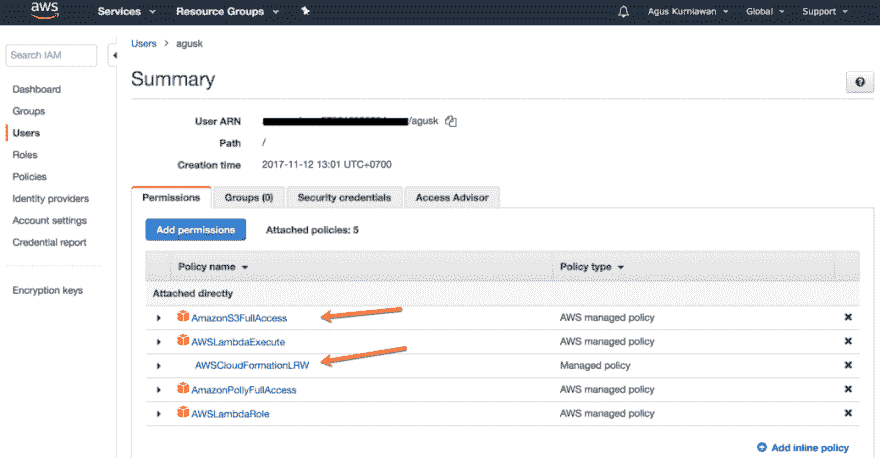 aws Services Resource Groups Agus Kurniawan Global Support
Search IAM
Dashboard
Groups
Users
Roles
Policies
Identity providers
Account settings
Credential report
Encryption keys
Users > agusk
Summary
User ARN /agusk
Path /
Creation time 2017-11-12 13:01 UTC+0700
Permissions Groups (0) Security credentials Access Advisor
Add permissions Attached policies: 5
Policy name Policy type
Attached directly
AmazonS3FullAccess AWS managed policy
AWSLambdaExecute AWS managed policy
AWSCloudFormationLRW Managed policy
AmazonPollyFullAccess AWS managed policy
AWSLambdaRole AWS managed policy
Add inline policy